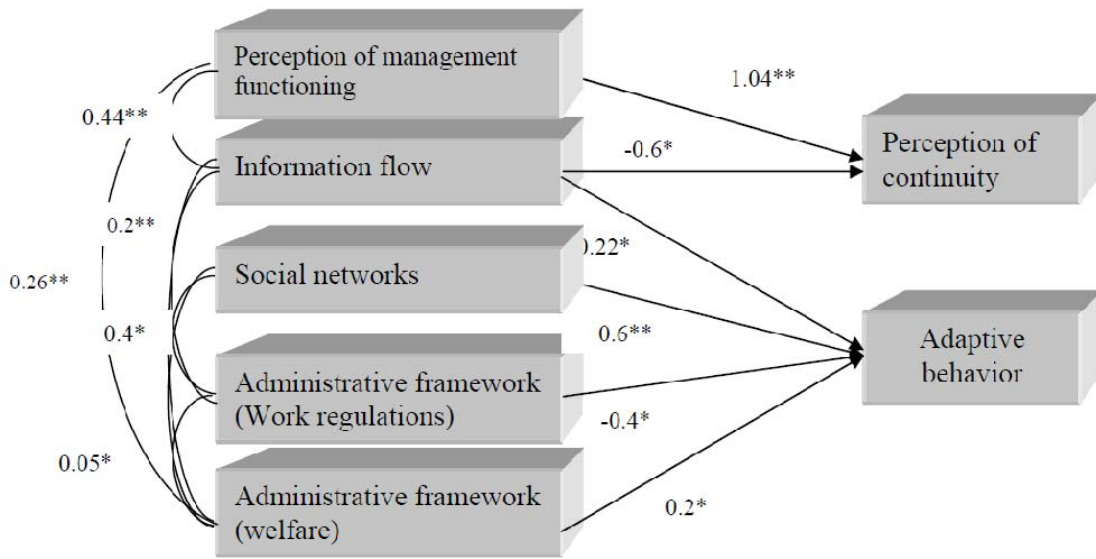 Perception of management
functioning
1.04**
0.44**
Information flow
-0.6*
Perception of
continuity
0.2**
0.22*
0.26**
Social networks
0.4*
0.6**
Adaptive
behavior
Administrative framework
(Work regulations)
-0.4*
0.05*
Administrative framework
(welfare)
0.2*